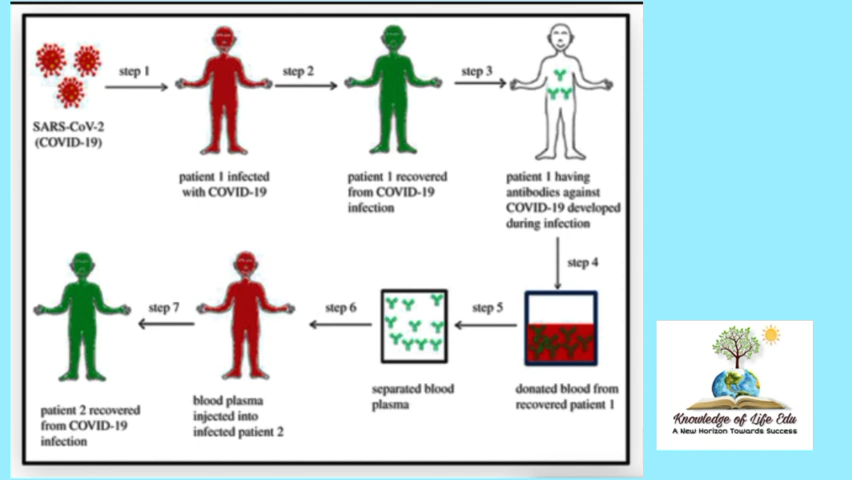 step 1
step 2
step 3
SARS-CoV-2
(COVID-19)
patient 1 infected
with COVID-19
patient 1 recovered
from COVID-19
infection
patient 1 having
antibodies against
COVID-19 developed
during infection
step 4
step 5
step 6
step 7
donated blood from
recovered patient 1
separated blood
plasma
blood plasma
injected into
infected patient 2
patient 2 recovered
from COVID-19
infection
Knowledge of Life Edu
A New Horizon Towards Success